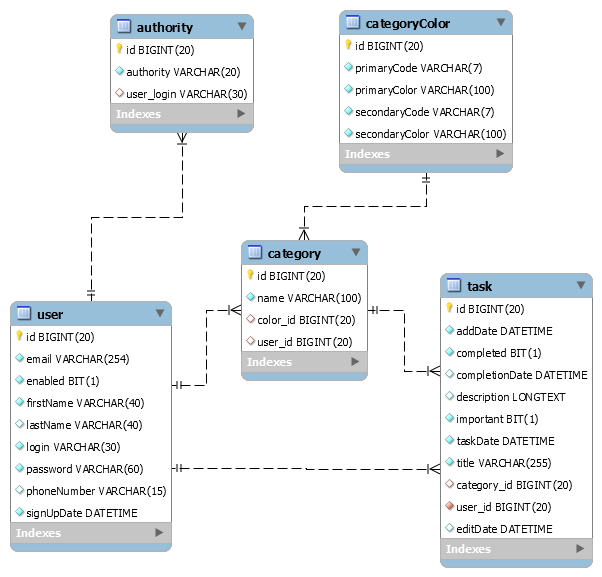 authority
id BIGINT(20)
authority VARCHAR(20)
user_login VARCHAR(30)
Indexes
categoryColor
id BIGINT(20)
primaryCode VARCHAR(7)
primaryColor VARCHAR(100)
secondaryCode VARCHAR(7)
secondaryColor VARCHAR(100)
Indexes
category
id BIGINT(20)
name VARCHAR(100)
color_id BIGINT(20)
user_id BIGINT(20)
Indexes
user
id BIGINT(20)
email VARCHAR(254)
enabled BIT(1)
firstName VARCHAR(40)
lastName VARCHAR(40)
login VARCHAR(30)
password VARCHAR(60)
phoneNumber VARCHAR(15)
signUpDate DATETIME
Indexes
task
id BIGINT(20)
addDate DATETIME
completed BIT(1)
completionDate DATETIME
description LONGTEXT
important BIT(1)
taskDate DATETIME
title VARCHAR(255)
category_id BIGINT(20)
user_id BIGINT(20)
editDate DATETIME
Indexes